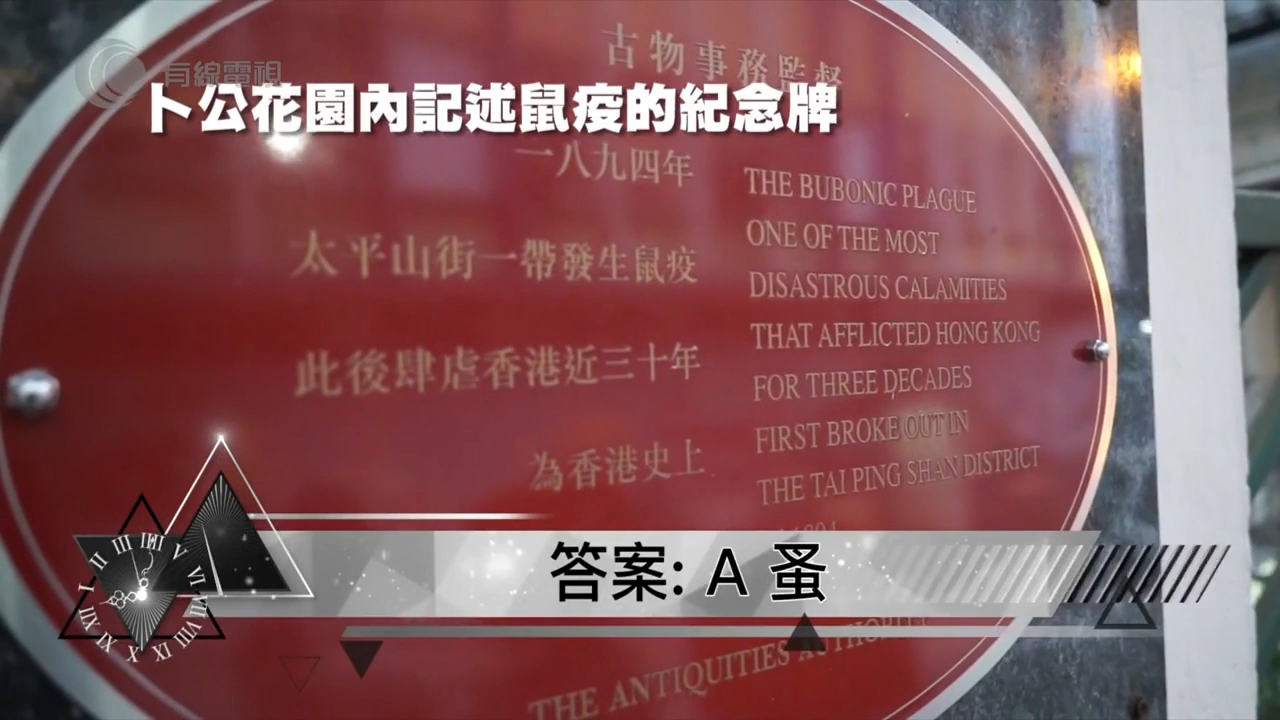 有線電視
卜公花園內記述鼠疫的紀念牌
古物事務監督
一八九四年
太平山街一帶發生鼠疫
此後肆虐香港近三十年
為香港史上
THE BUBONIC PLAGUE
ONE OF THE MOST
DISASTROUS CALAMITIES
THAT AFFLICTED HONG KONG
FOR THREE DECADES
FIRST BROKE OUT IN
THE TAI PING SHAN DISTRICT
答案: A 蚤
THE ANTIQUITIES AUTHORITY